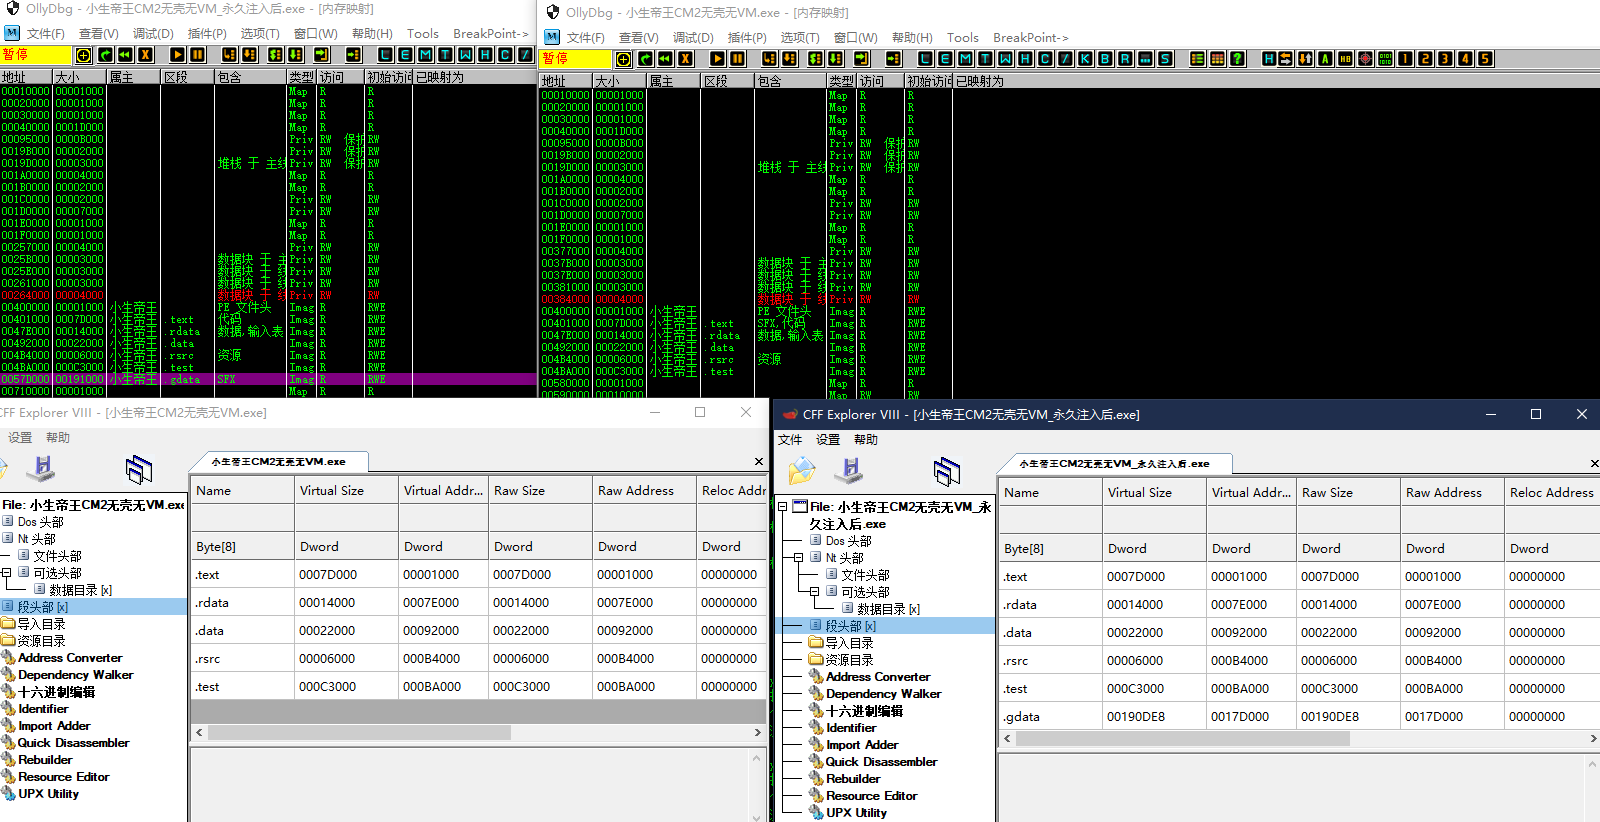 OllyDbg - 小生帝王CM2无壳无VM_永久注入后.exe - [内存映射]
文件(F) 查看(V) 调试(D) 插件(P) 选项(T) 窗口(W) 帮助(H) Tools BreakPoint->
暂停 L E M T W H C /
地址 大小 属主 区段 包含 类型 访问 初始访问 已映射为
00010000 00001000 Map R R
00020000 00001000 Map R R
00030000 00001000 Map R R
00040000 0001D000 Map R R
00095000 0000B000 Priv RW 保护 RW
0019B000 00002000 Priv RW 保护 RW
0019D000 00003000 堆栈 于 主线 Priv RW 保护 RW
001A0000 00004000 Map R R
001B0000 00002000 Map R R
001C0000 00002000 Priv RW RW
001D0000 00007000 Priv RW RW
001E0000 00001000 Map R R
001F0000 00001000 Map R R
00257000 00004000 Priv RW RW
0025B000 00003000 数据块 于 主 Priv RW RW
0025E000 00003000 数据块 于 线 Priv RW RW
00261000 00003000 数据块 于 线 Priv RW RW
00264000 00004000 数据块 于 线 Priv RW RW
00400000 00001000 小生帝王 PE 文件头 Imag R RWE
00401000 0007D000 小生帝王 .text 代码 Imag R RWE
0047E000 00014000 小生帝王 .rdata 数据,输入表 Imag R RWE
00492000 00022000 小生帝王 .data Imag R RWE
004B4000 00006000 小生帝王 .rsrc 资源 Imag R RWE
004BA000 000C3000 小生帝王 .test Imag R RWE
0057D000 00191000 小生帝王 .gdata SFX Imag R RWE
00710000 00001000 Map R R
OllyDbg - 小生帝王CM2无壳无VM.exe - [内存映射]
文件(F) 查看(V) 调试(D) 插件(P) 选项(T) 窗口(W) 帮助(H) Tools BreakPoint->
暂停 L E M T W H C / K B R ... S ? H A HB 1 2 3 4 5
地址 大小 属主 区段 包含 类型 访问 初始访问 已映射为
00010000 00001000 Map R R
00020000 00001000 Map R R
00030000 00001000 Map R R
00040000 0001D000 Map R R
00095000 0000B000 Priv RW 保护 RW
0019B000 00002000 Priv RW 保护 RW
0019D000 00003000 堆栈 于 主线 Priv RW 保护 RW
001A0000 00004000 Map R R
001B0000 00002000 Map R R
001C0000 00002000 Priv RW RW
001D0000 00007000 Priv RW RW
001E0000 00001000 Map R R
001F0000 00001000 Map R R
00377000 00004000 Priv RW RW
0037B000 00003000 数据块 于 主 Priv RW RW
0037E000 00003000 数据块 于 线 Priv RW RW
00381000 00003000 数据块 于 线 Priv RW RW
00384000 00004000 数据块 于 线 Priv RW RW
00400000 00001000 小生帝王 PE 文件头 Imag R RWE
00401000 0007D000 小生帝王 .text SFX,代码 Imag R RWE
0047E000 00014000 小生帝王 .rdata 数据,输入表 Imag R RWE
00492000 00022000 小生帝王 .data Imag R RWE
004B4000 00006000 小生帝王 .rsrc 资源 Imag R RWE
004BA000 000C3000 小生帝王 .test Imag R RWE
00580000 00001000 Map R R
00590000 00001000 Map R R
CFF Explorer VIII - [小生帝王CM2无壳无VM.exe]
设置 帮助
小生帝王CM2无壳无VM.exe
File: 小生帝王CM2无壳无VM.exe
Dos 头部
Nt 头部
文件头部
可选头部
数据目录 [x]
段头部 [x]
导入目录
资源目录
Address Converter
Dependency Walker
十六进制编辑
Identifier
Import Adder
Quick Disassembler
Rebuilder
Resource Editor
UPX Utility
Name Virtual Size Virtual Addr... Raw Size Raw Address Reloc Addr
Byte[8] Dword Dword Dword Dword Dword
.text 0007D000 00001000 0007D000 00001000 00000000
.rdata 00014000 0007E000 00014000 0007E000 00000000
.data 00022000 00092000 00022000 00092000 00000000
.rsrc 00006000 000B4000 00006000 000B4000 00000000
.test 000C3000 000BA000 000C3000 000BA000 00000000
CFF Explorer VIII - [小生帝王CM2无壳无VM_永久注入后.exe]
文件 设置 帮助
小生帝王CM2无壳无VM_永久注入后.exe
File: 小生帝王CM2无壳无VM_永
久注入后.exe
Dos 头部
Nt 头部
文件头部
可选头部
数据目录 [x]
段头部 [x]
导入目录
资源目录
Address Converter
Dependency Walker
十六进制编辑
Identifier
Import Adder
Quick Disassembler
Rebuilder
Resource Editor
UPX Utility
Name Virtual Size Virtual Addr... Raw Size Raw Address Reloc Address
Byte[8] Dword Dword Dword Dword Dword
.text 0007D000 00001000 0007D000 00001000 00000000
.rdata 00014000 0007E000 00014000 0007E000 00000000
.data 00022000 00092000 00022000 00092000 00000000
.rsrc 00006000 000B4000 00006000 000B4000 00000000
.test 000C3000 000BA000 000C3000 000BA000 00000000
.gdata 00190DE8 0017D000 00190DE8 0017D000 00000000